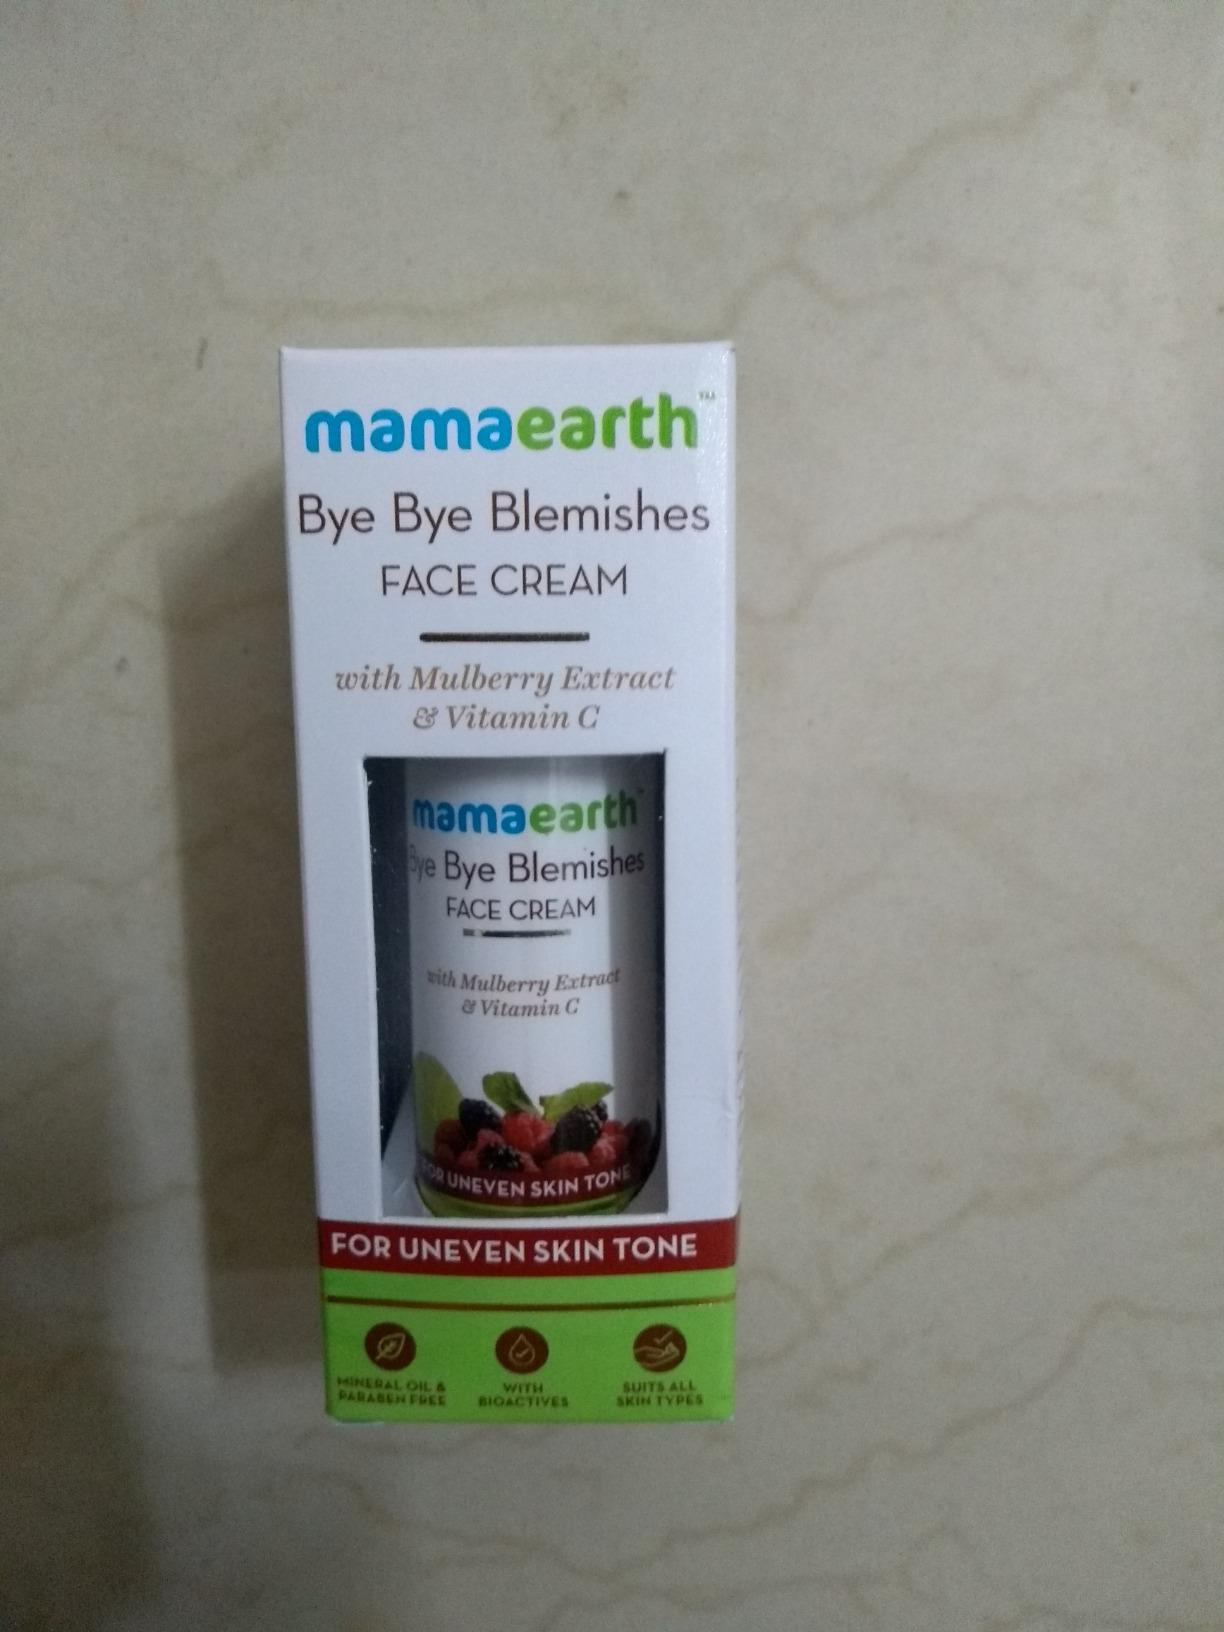 mamaearth™
Bye Bye Blemishes
FACE CREAM
with Mulberry Extract
& Vitamin C
mamaearth™
Bye Bye Blemishes
FACE CREAM
with Mulberry Extract
& Vitamin C
FOR UNEVEN SKIN TONE
FOR UNEVEN SKIN TONE
MINERAL OIL &
PARABEN FREE
WITH
BIOACTIVES
SUITS ALL
SKIN TYPES